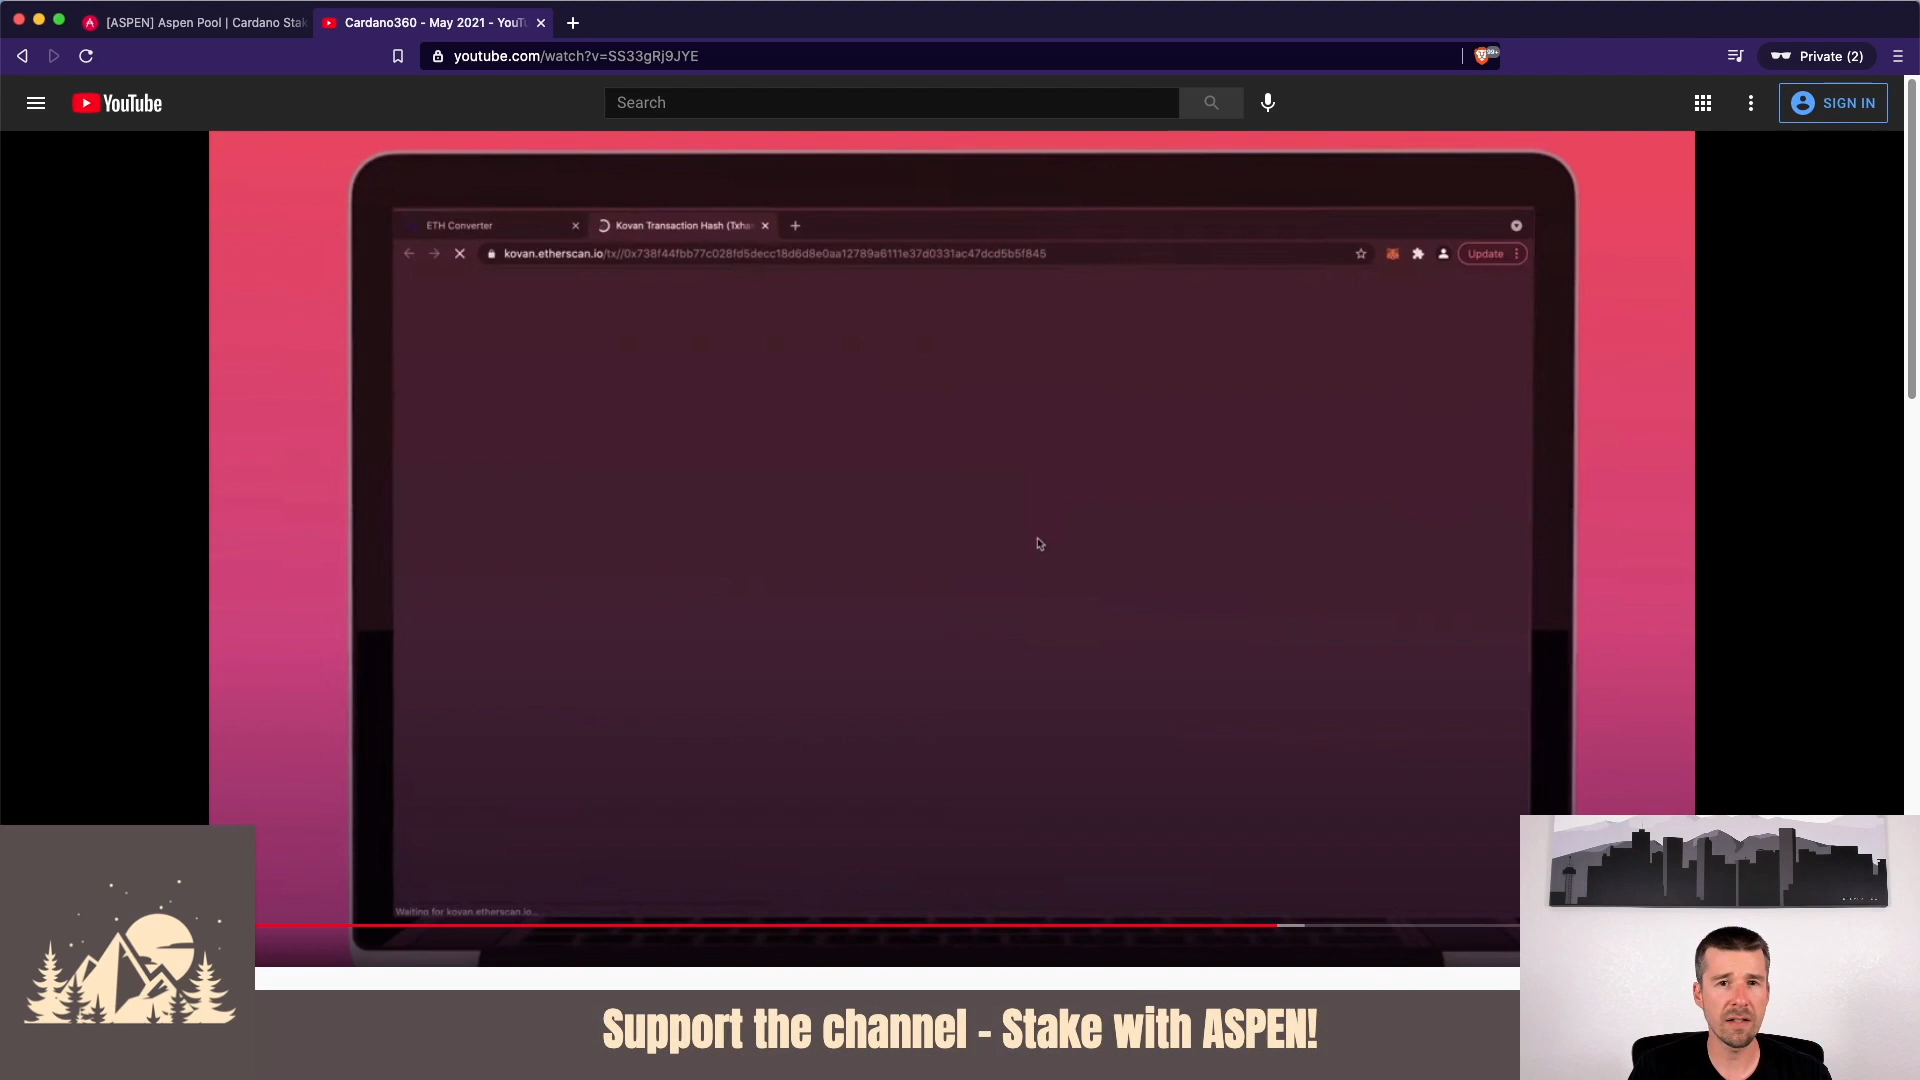 [ASPEN] Aspen Pool | Cardano Stak
Cardano360 - May 2021 - YouTu
youtube.com/watch?v=SS33gRj9JYE
99+
Private (2)
YouTube
Search
SIGN IN
ETH Converter
Kovan Transaction Hash (Txha
kovan.etherscan.io/tx//0x738f44fbb77c028fd5decc18d6d8e0aa12789a6111e37d0331ac47dcd5b5f845
Update
Waiting for kovan.etherscan.io...
Support the channel - Stake with ASPEN!